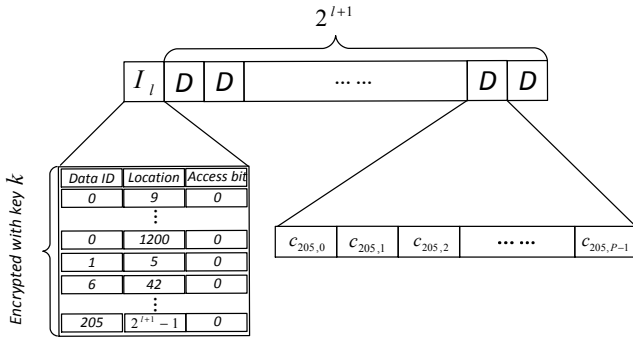 2^{l+1}
I_l D D ... ... D D
Data ID Location Access bit
0 9 0
⋮
0 1200 0
1 5 0
6 42 0
⋮
205 2^{l+1} − 1 0
Encrypted with key k
c_{205,0} c_{205,1} c_{205,2} ... ... c_{205,P−1}